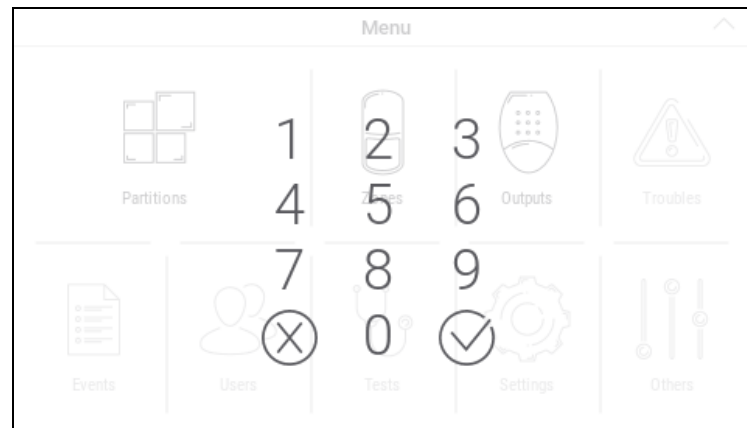 Menu
1 2 3
Partitions Zones Outputs Troubles
4 5 6
7 8 9
0
Events Users Tests Settings Others